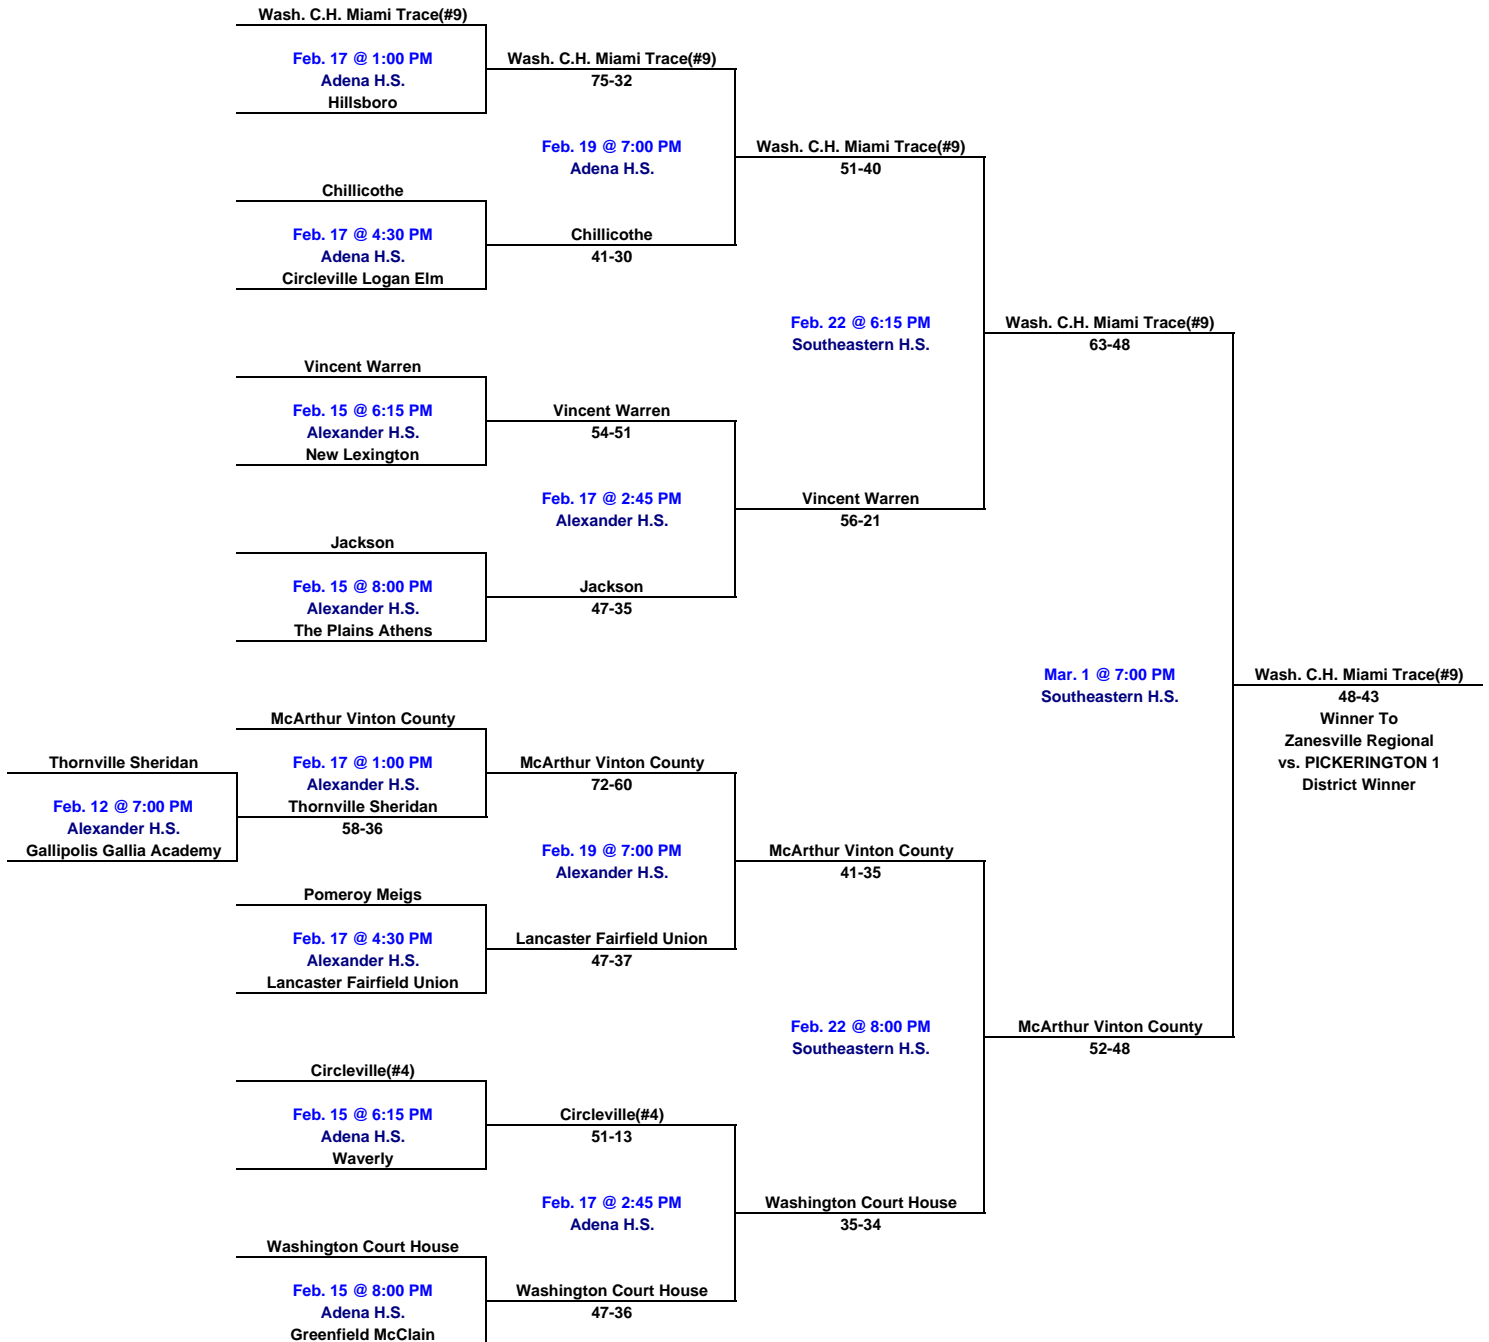 Wash. C.H. Miami Trace(#9)
Feb. 17 @ 1:00 PM
Adena H.S.
Hillsboro
Wash. C.H. Miami Trace(#9)
75-32
Feb. 19 @ 7:00 PM
Adena H.S.
Wash. C.H. Miami Trace(#9)
51-40
Chillicothe
Feb. 17 @ 4:30 PM
Adena H.S.
Circleville Logan Elm
Chillicothe
41-30
Feb. 22 @ 6:15 PM
Southeastern H.S.
Wash. C.H. Miami Trace(#9)
63-48
Vincent Warren
Feb. 15 @ 6:15 PM
Alexander H.S.
New Lexington
Vincent Warren
54-51
Feb. 17 @ 2:45 PM
Alexander H.S.
Vincent Warren
56-21
Jackson
Feb. 15 @ 8:00 PM
Alexander H.S.
The Plains Athens
Jackson
47-35
Mar. 1 @ 7:00 PM
Southeastern H.S.
Wash. C.H. Miami Trace(#9)
48-43
Winner To
Zanesville Regional
vs. PICKERINGTON 1
District Winner
Thornville Sheridan
Feb. 12 @ 7:00 PM
Alexander H.S.
Gallipolis Gallia Academy
McArthur Vinton County
Feb. 17 @ 1:00 PM
Alexander H.S.
Thornville Sheridan
58-36
McArthur Vinton County
72-60
Feb. 19 @ 7:00 PM
Alexander H.S.
McArthur Vinton County
41-35
Pomeroy Meigs
Feb. 17 @ 4:30 PM
Alexander H.S.
Lancaster Fairfield Union
Lancaster Fairfield Union
47-37
Feb. 22 @ 8:00 PM
Southeastern H.S.
McArthur Vinton County
52-48
Circleville(#4)
Feb. 15 @ 6:15 PM
Adena H.S.
Waverly
Circleville(#4)
51-13
Feb. 17 @ 2:45 PM
Adena H.S.
Washington Court House
35-34
Washington Court House
Feb. 15 @ 8:00 PM
Adena H.S.
Greenfield McClain
Washington Court House
47-36